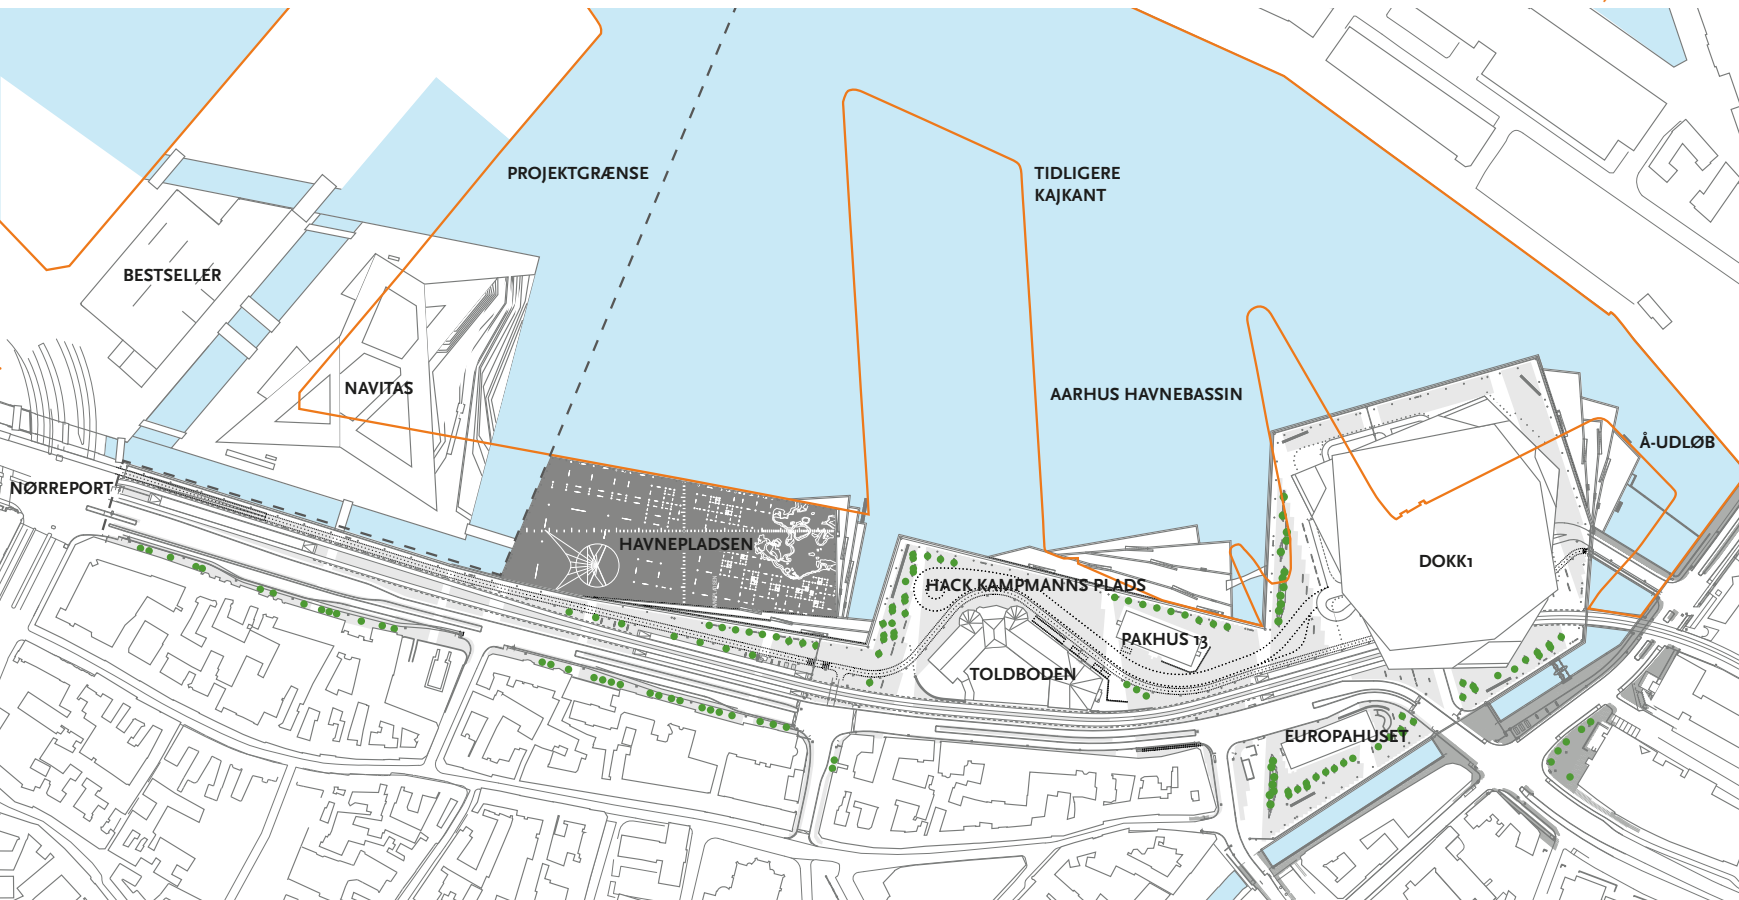 PROJEKTGRÆNSE
TIDLIGERE
KAJKANT
BESTSELLER
NAVITAS
AARHUS HAVNEBASSIN
Å-UDLØB
NØRREPORT
HAVNEPLADSEN
DOKK1
HACK KAMPMANNS PLADS
PAKHUS 13
TOLDBODEN
EUROPAHUSET